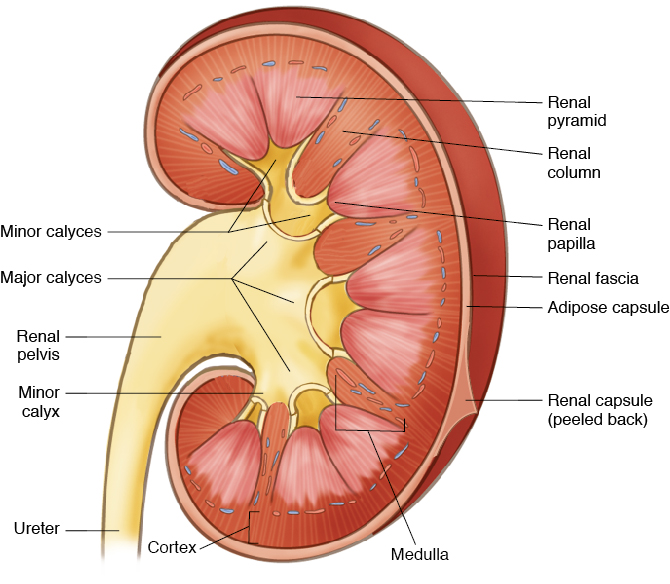 Renal
pyramid
Renal
column
Renal
papilla
Renal fascia
Adipose capsule
Renal capsule
(peeled back)
Minor calyces
Major calyces
Renal
pelvis
Minor
calyx
Ureter
Cortex
Medulla